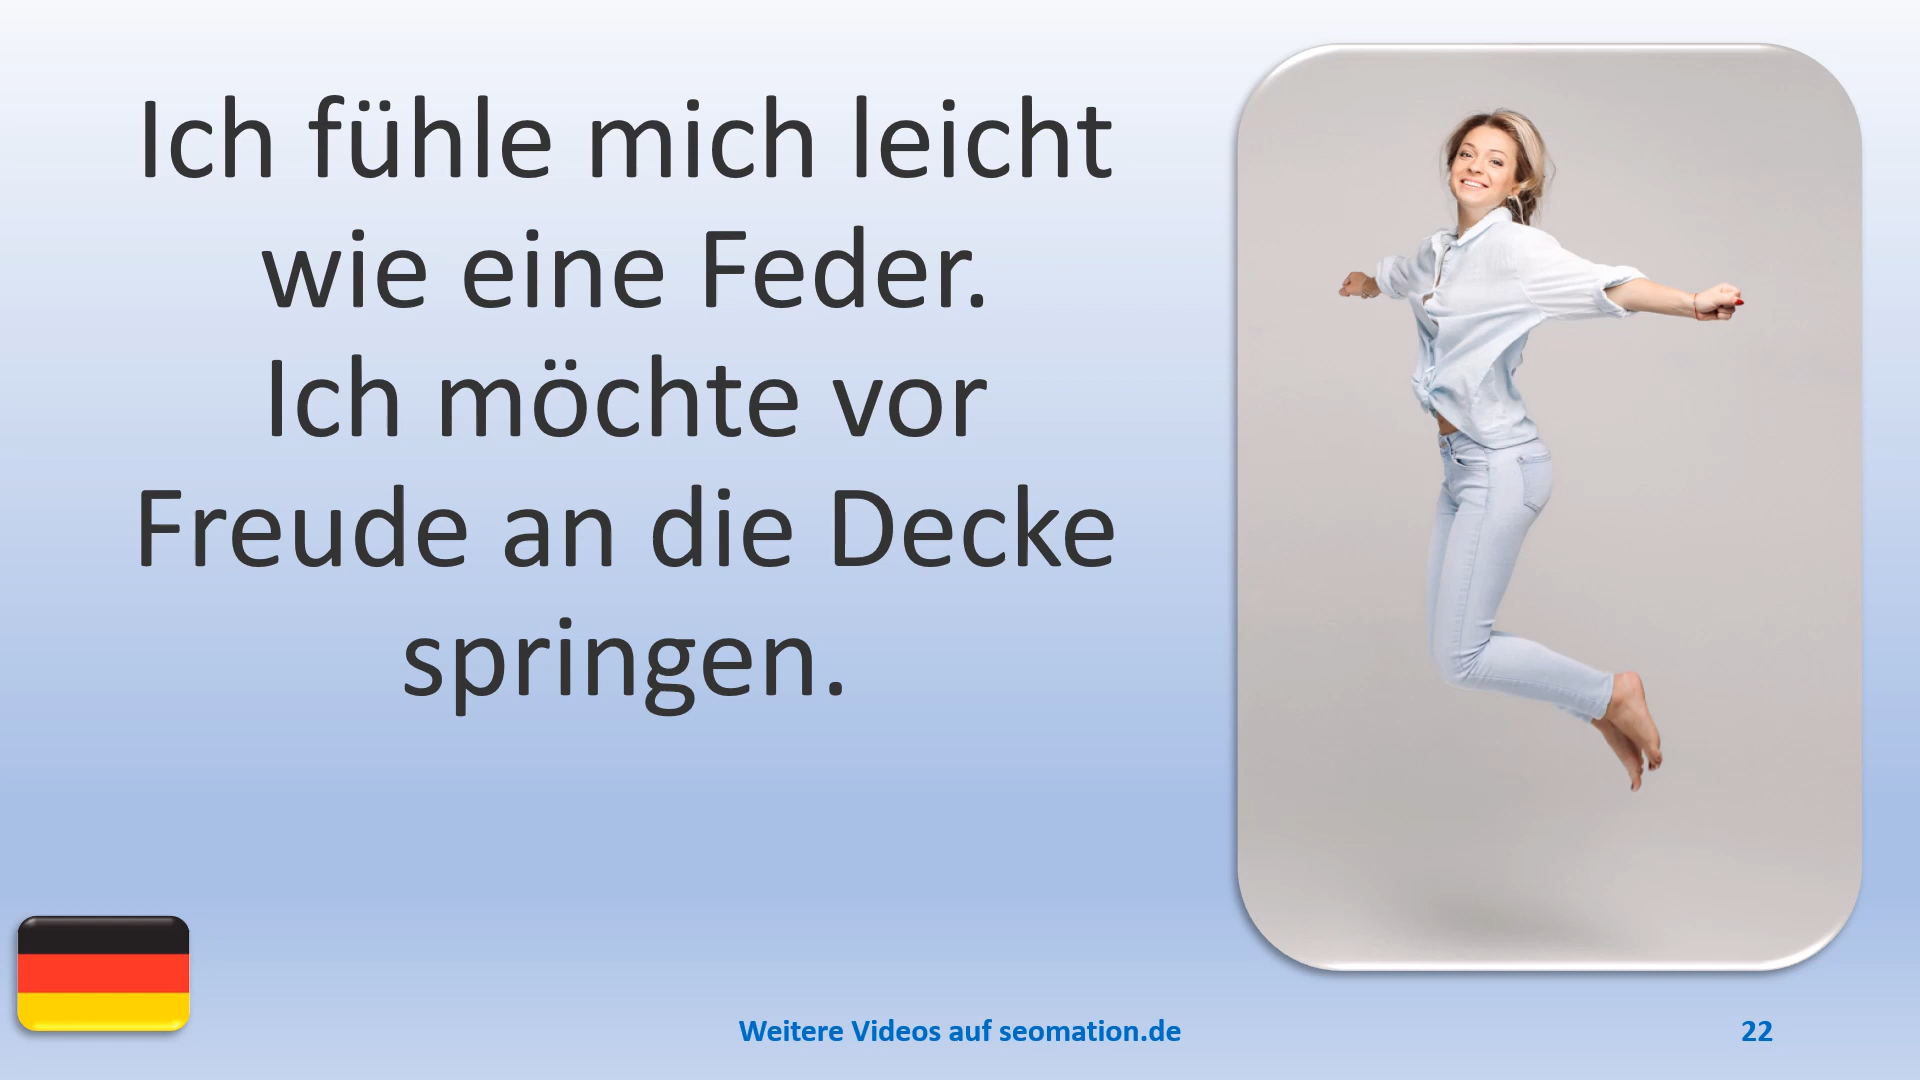 Ich fühle mich leicht
wie eine Feder.
Ich möchte vor
Freude an die Decke
springen.
Weitere Videos auf seomation.de
22